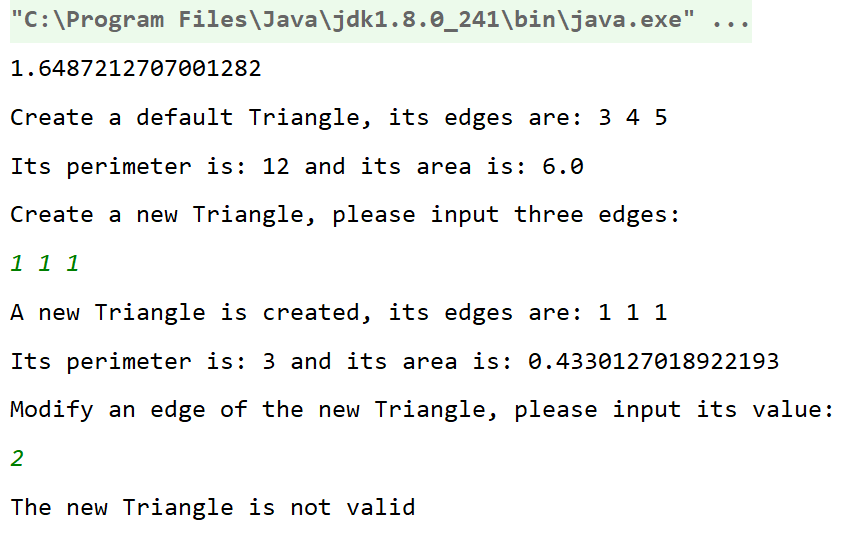 "C:\Program Files\Java\jdk1.8.0_241\bin\java.exe" ...
1.6487212707001282
Create a default Triangle, its edges are: 3 4 5
Its perimeter is: 12 and its area is: 6.0
Create a new Triangle, please input three edges:
1 1 1
A new Triangle is created, its edges are: 1 1 1
Its perimeter is: 3 and its area is: 0.4330127018922193
Modify an edge of the new Triangle, please input its value:
2
The new Triangle is not valid